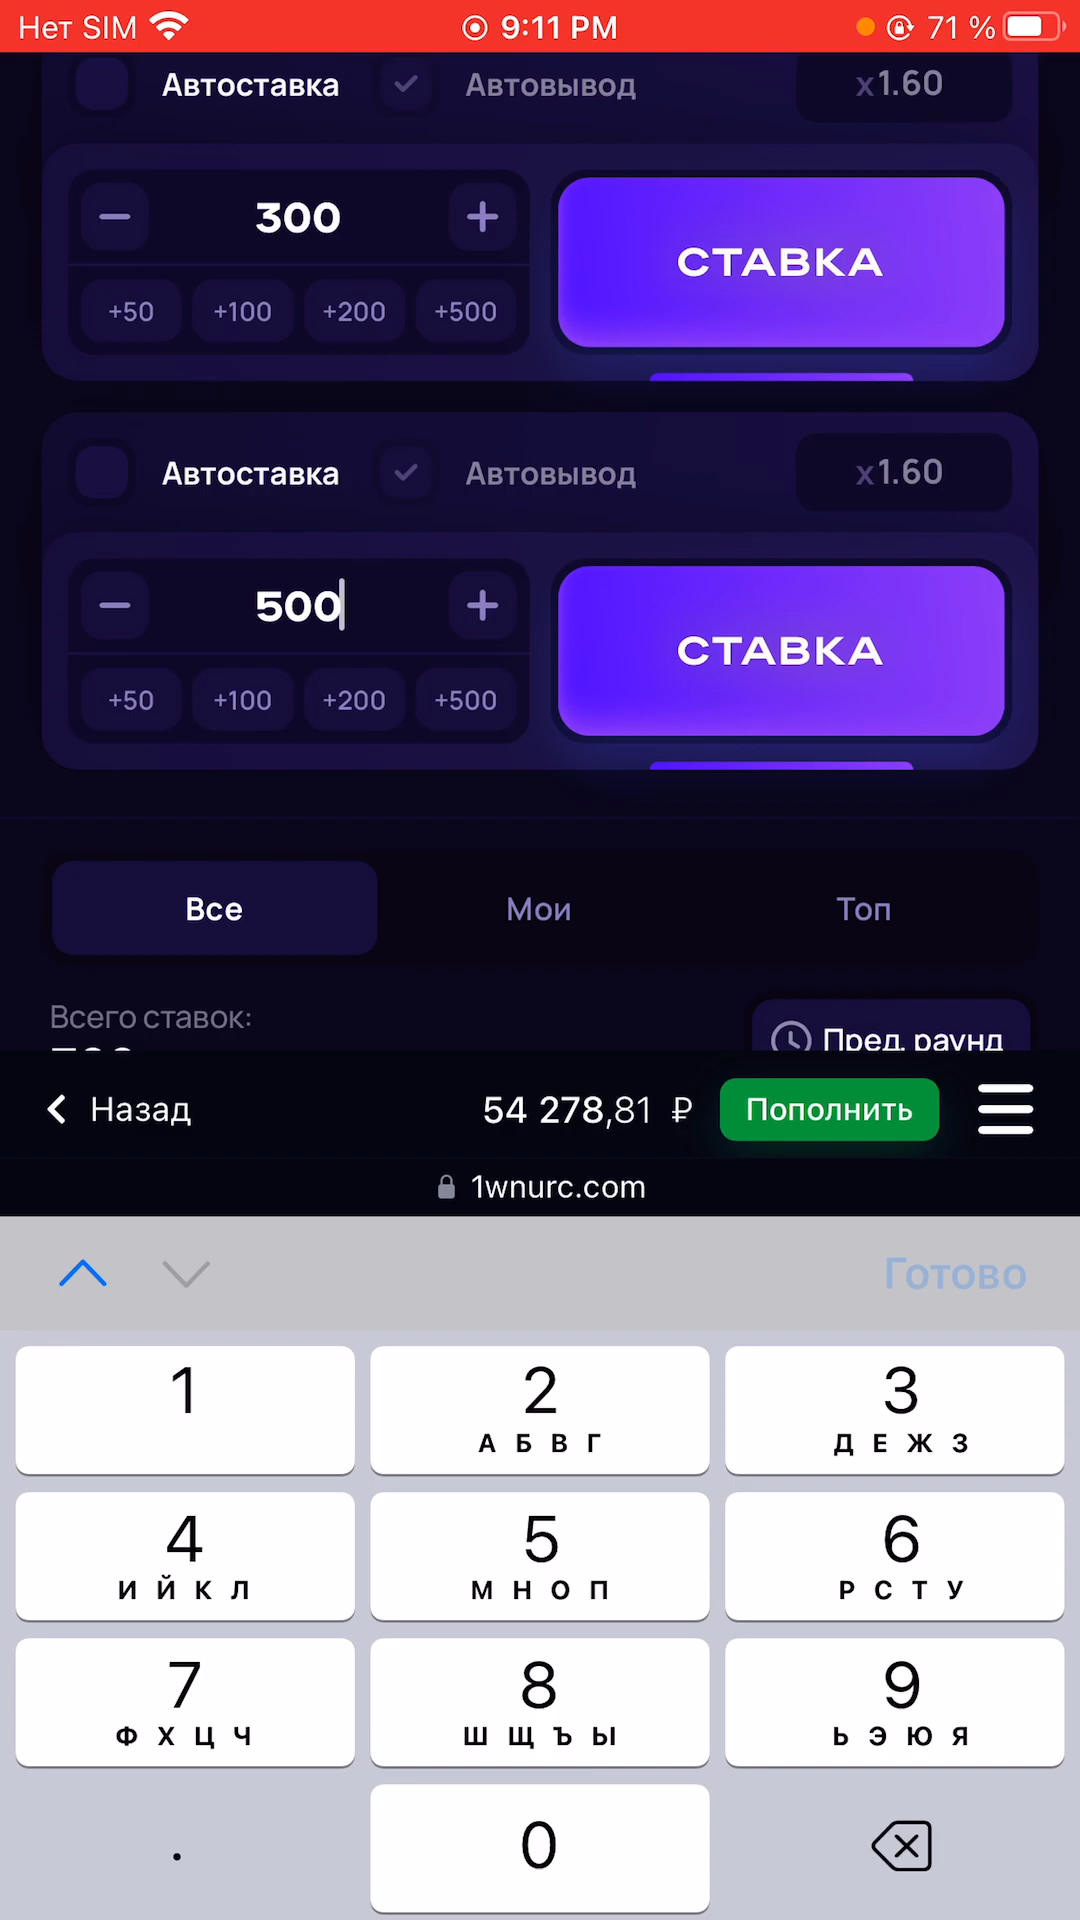 Нет SIM 9:11 PM 71 %
Автоставка Автовывод x1.60
300
+50 +100 +200 +500
СТАВКА
Автоставка Автовывод x1.60
500
+50 +100 +200 +500
СТАВКА
Все Мои Топ
Всего ставок:
Пред. раунд
Назад 54 278,81 ₽ Пополнить
1wnurc.com
Готово
1 2 3
А Б В Г Д Е Ж З
4 5 6
И Й К Л М Н О П Р С Т У
7 8 9
Ф Х Ц Ч Ш Щ Ъ Ы Ь Э Ю Я
. 0